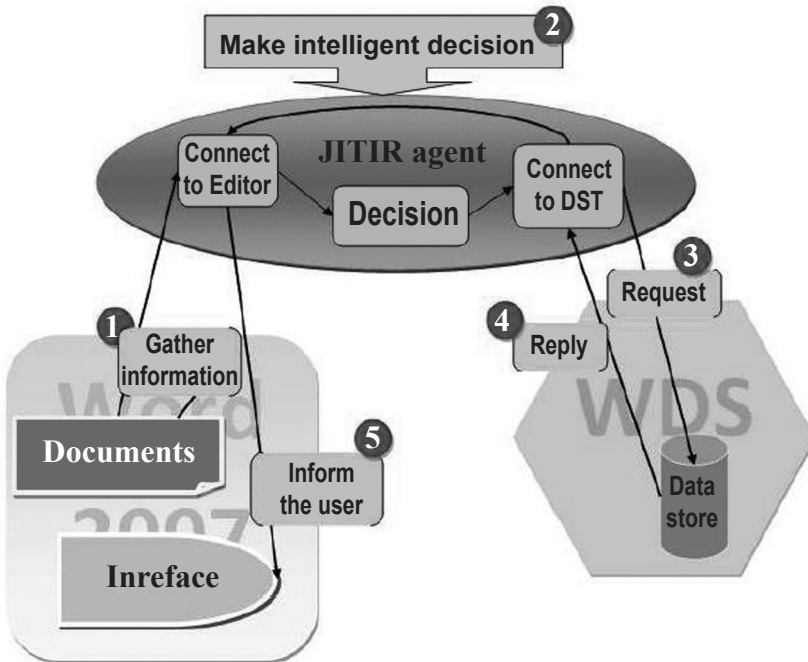 2
Make intelligent decision
JITIR agent
Connect
to Editor
Decision
Connect
to DST
3
Request
4
Reply
1
Gather
information
Word
2007
Documents
5
Inform
the user
Inreface
WDS
Data
store